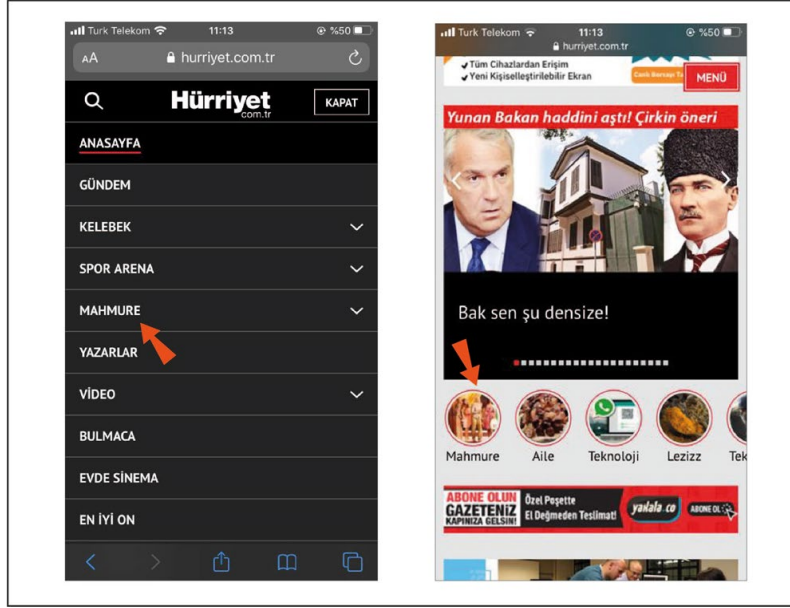 Turk Telekom 11:13 %50
AA hurriyet.com.tr
Hürriyet
.com.tr
KAPAT
ANASAYFA
GÜNDEM
KELEBEK
SPOR ARENA
MAHMURE
YAZARLAR
VİDEO
BULMACA
EVDE SİNEMA
EN İYİ ON
Turk Telekom 11:13 %50
hurriyet.com.tr
Tüm Cihazlardan Erişim
Yeni Kişiselleştirilebilir Ekran
MENÜ
Yunan Bakan haddini aştı! Çirkin öneri
Bak sen şu densize!
Mahmure Aile Teknoloji Lezizz Tek
ABONE OLUN
GAZETENİZ
KAPINIZA GELSİN!
Özel Poşette
El Değmeden Teslimat!
yakala.co
ABONE OL